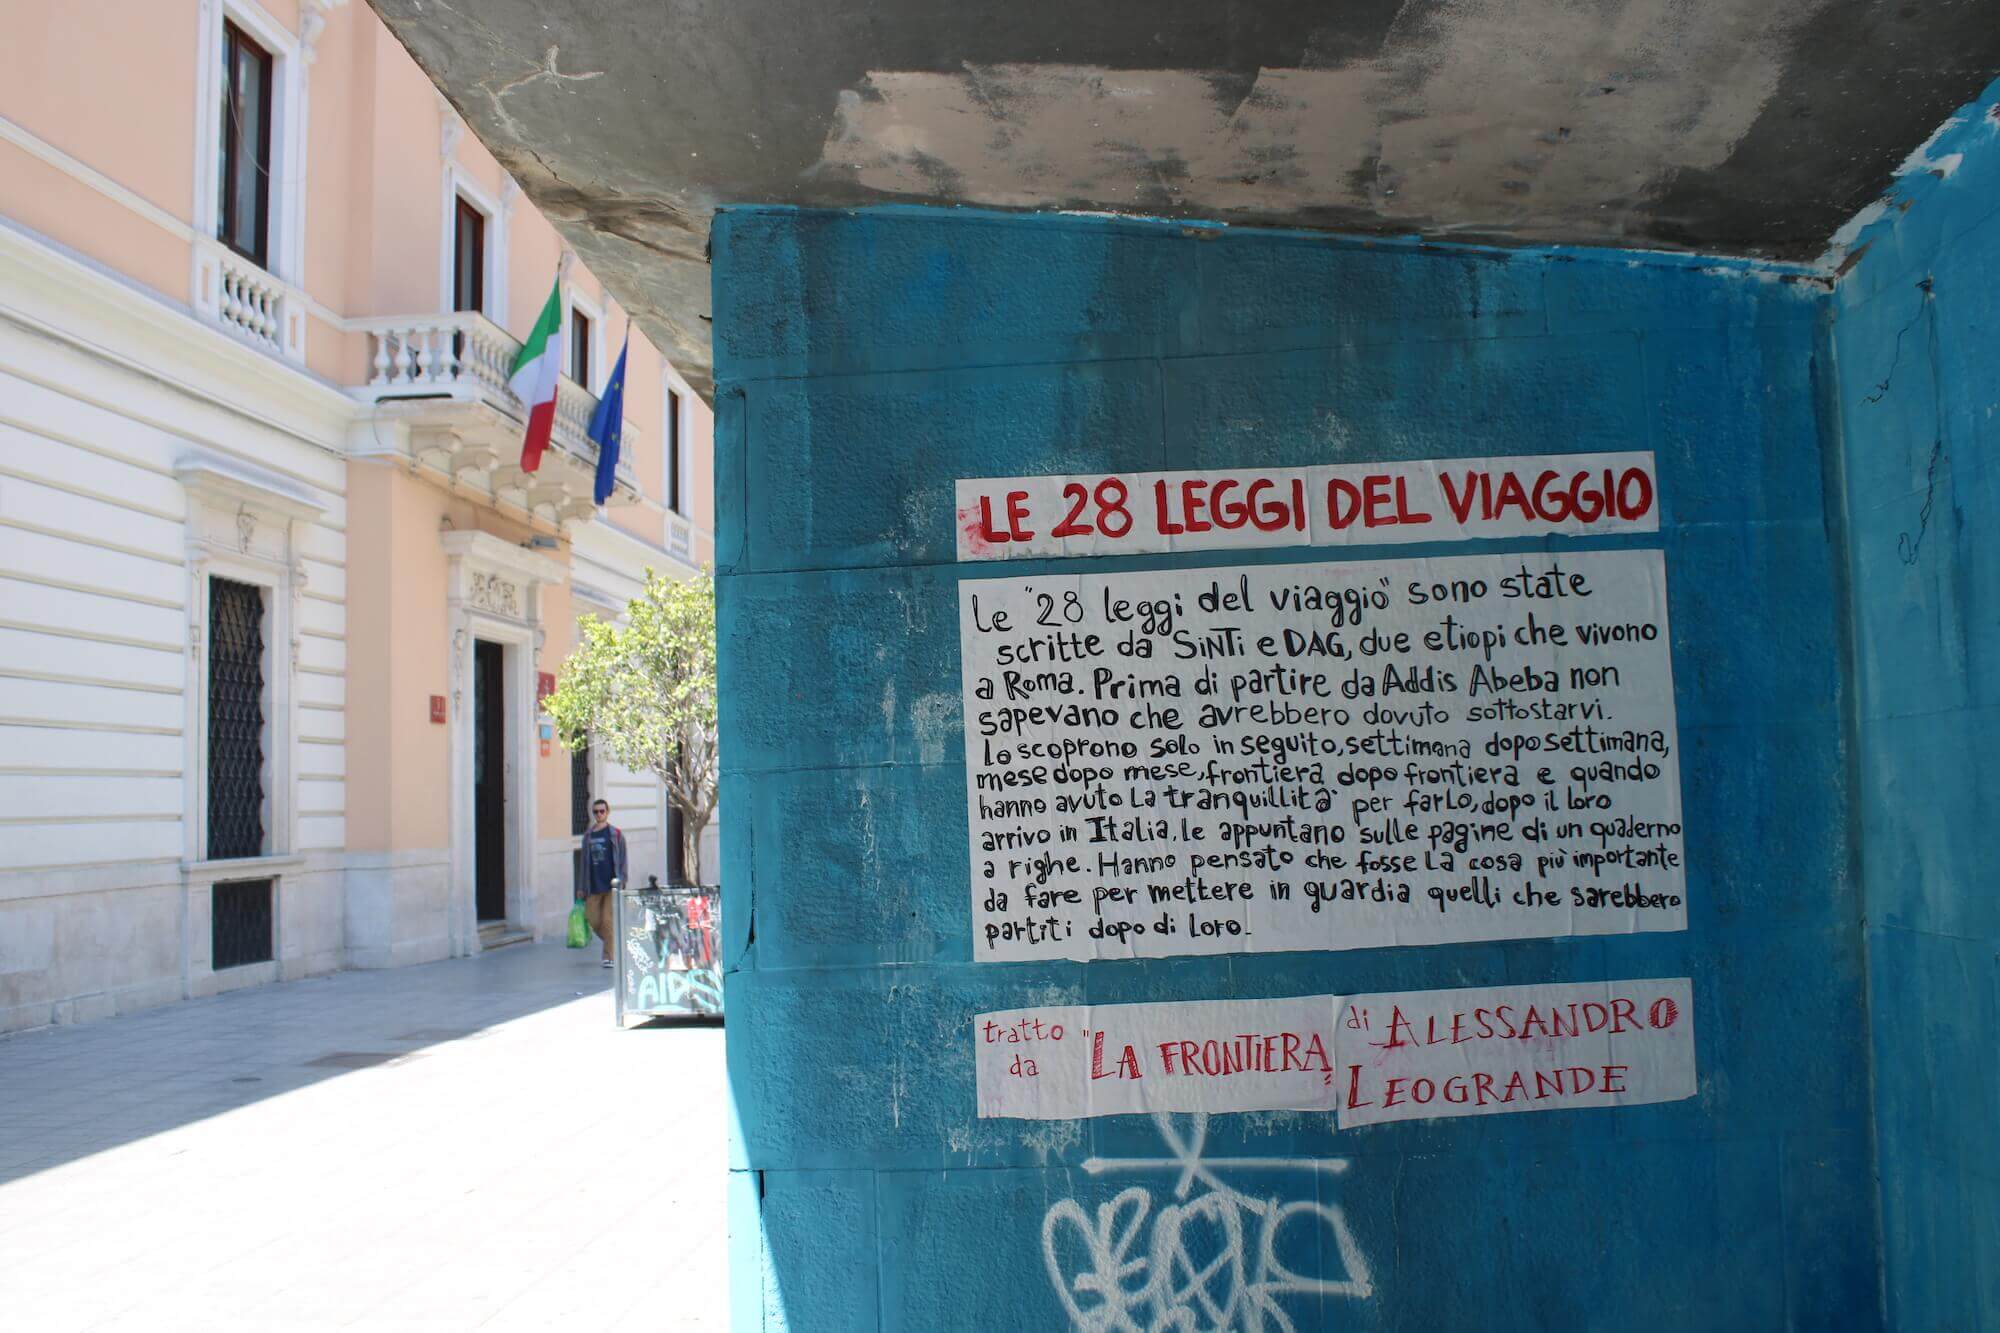 LE 28 LEGGI DEL VIAGGIO
Le "28 leggi del viaggio" sono state
scritte da SiNTi e DAG, due etiopi che vivono
a Roma. Prima di partire da Addis Abeba non
sapevano che avrebbero dovuto sottostarvi.
Lo scoprono solo in seguito, settimana dopo settimana,
mese dopo mese, frontiera dopo frontiera e quando
hanno avuto la tranquillità per farlo, dopo il loro
arrivo in Italia, le appuntano sulle pagine di un quaderno
a righe. Hanno pensato che fosse la cosa più importante
da fare per mettere in guardia quelli che sarebbero
partiti dopo di loro.
tratto da "LA FRONTIERA"
di ALESSANDRO
LEOGRANDE
AIDS